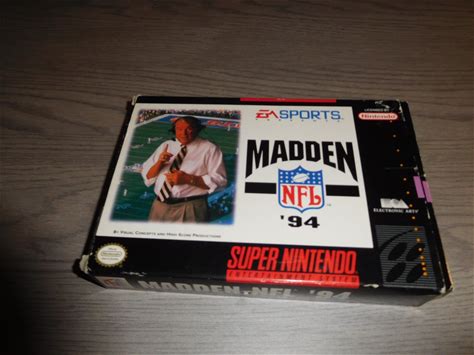 EA SPORTS
PRESENTS
LICENSED BY
Nintendo
MADDEN
NFL
'94
ELECTRONIC ARTS
BY VISUAL CONCEPTS AND HIGH SCORE PRODUCTIONS
SUPER NINTENDO
ENTERTAINMENT SYSTEM
MADDEN NFL '94